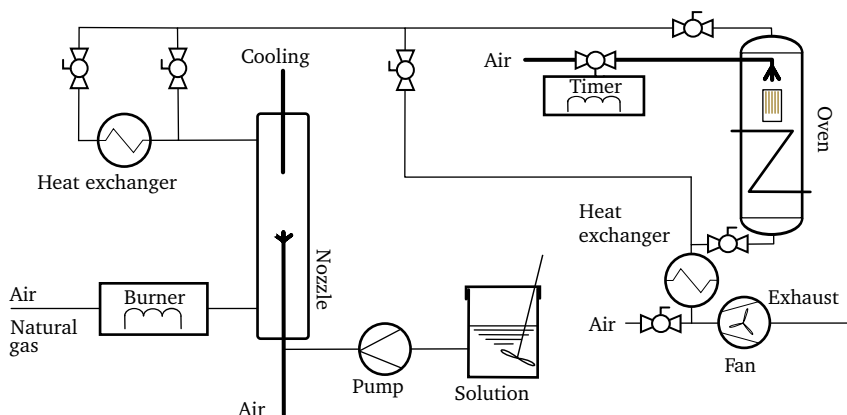 Cooling
Air
Timer
Oven
Heat exchanger
Heat
exchanger
Nozzle
Air
Burner
Natural
gas
Exhaust
Air
Pump
Solution
Fan
Air